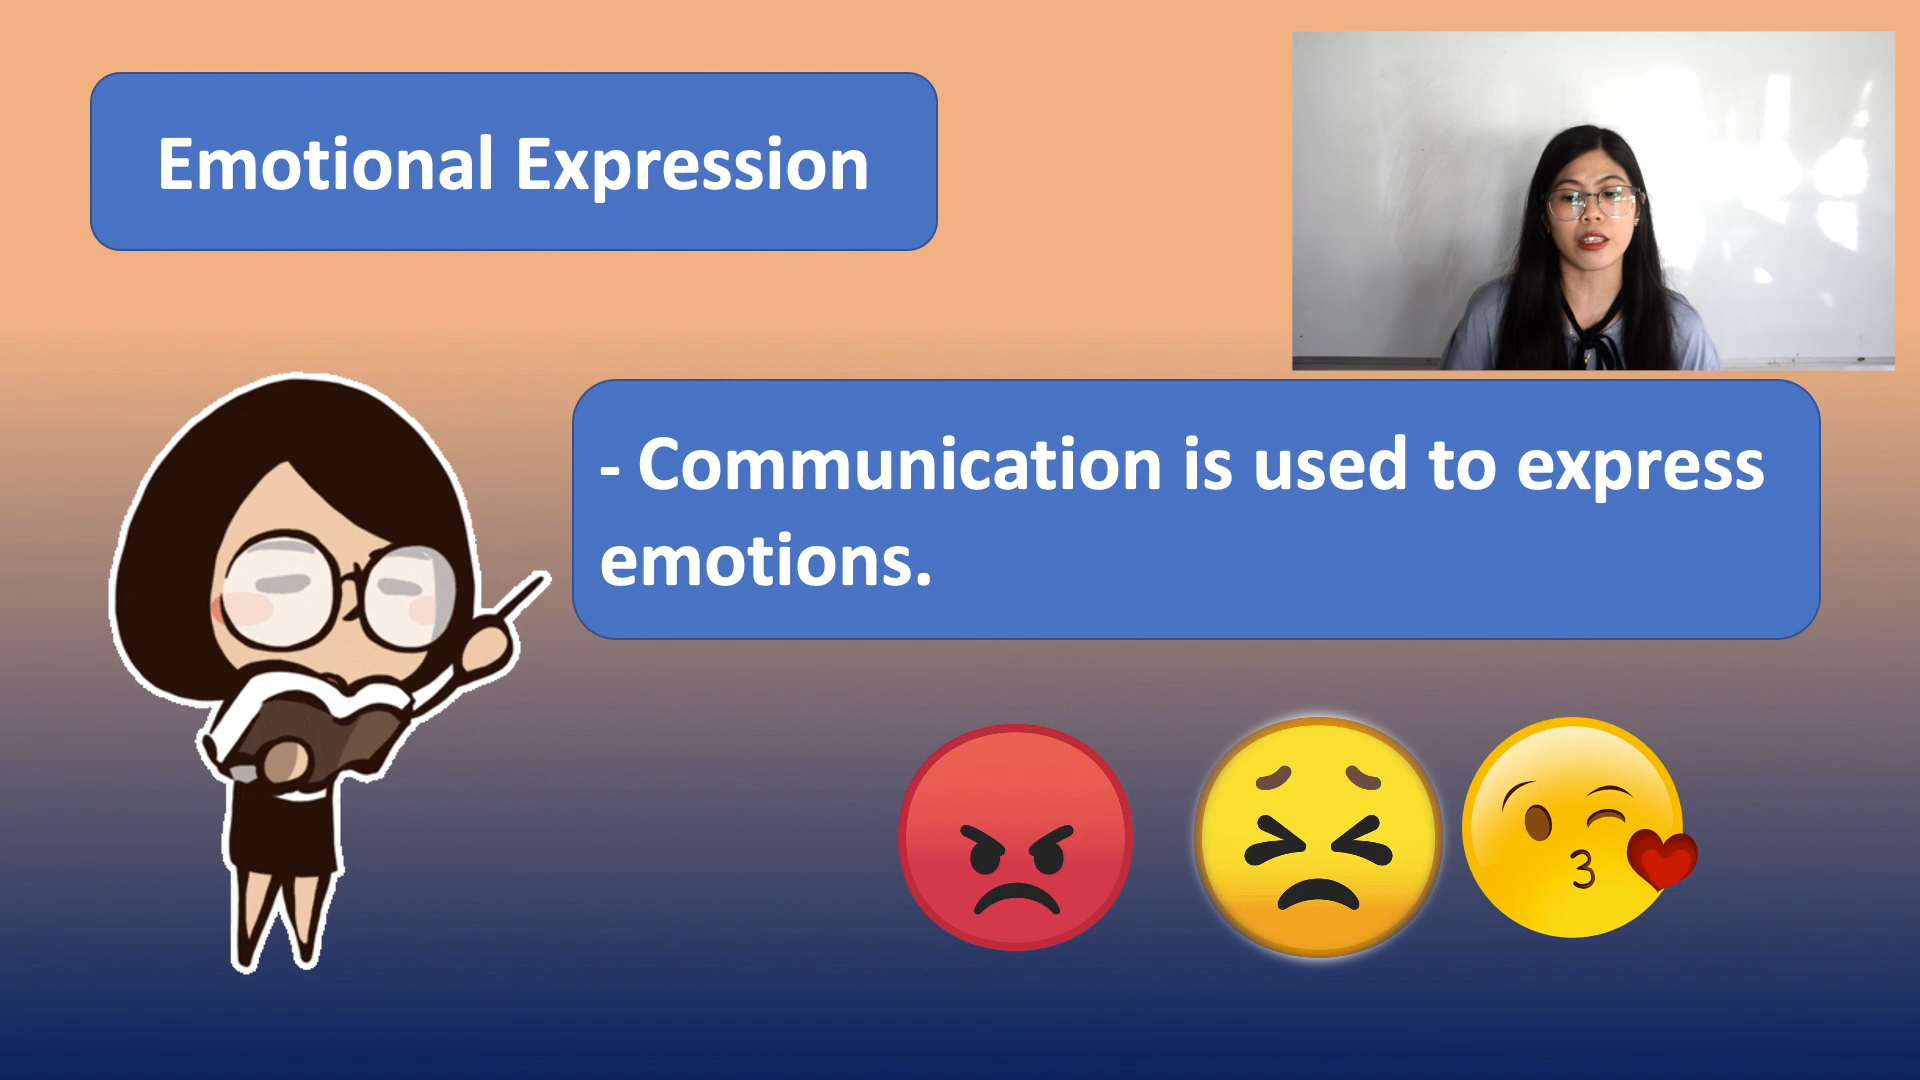 Emotional Expression
- Communication is used to express
emotions.